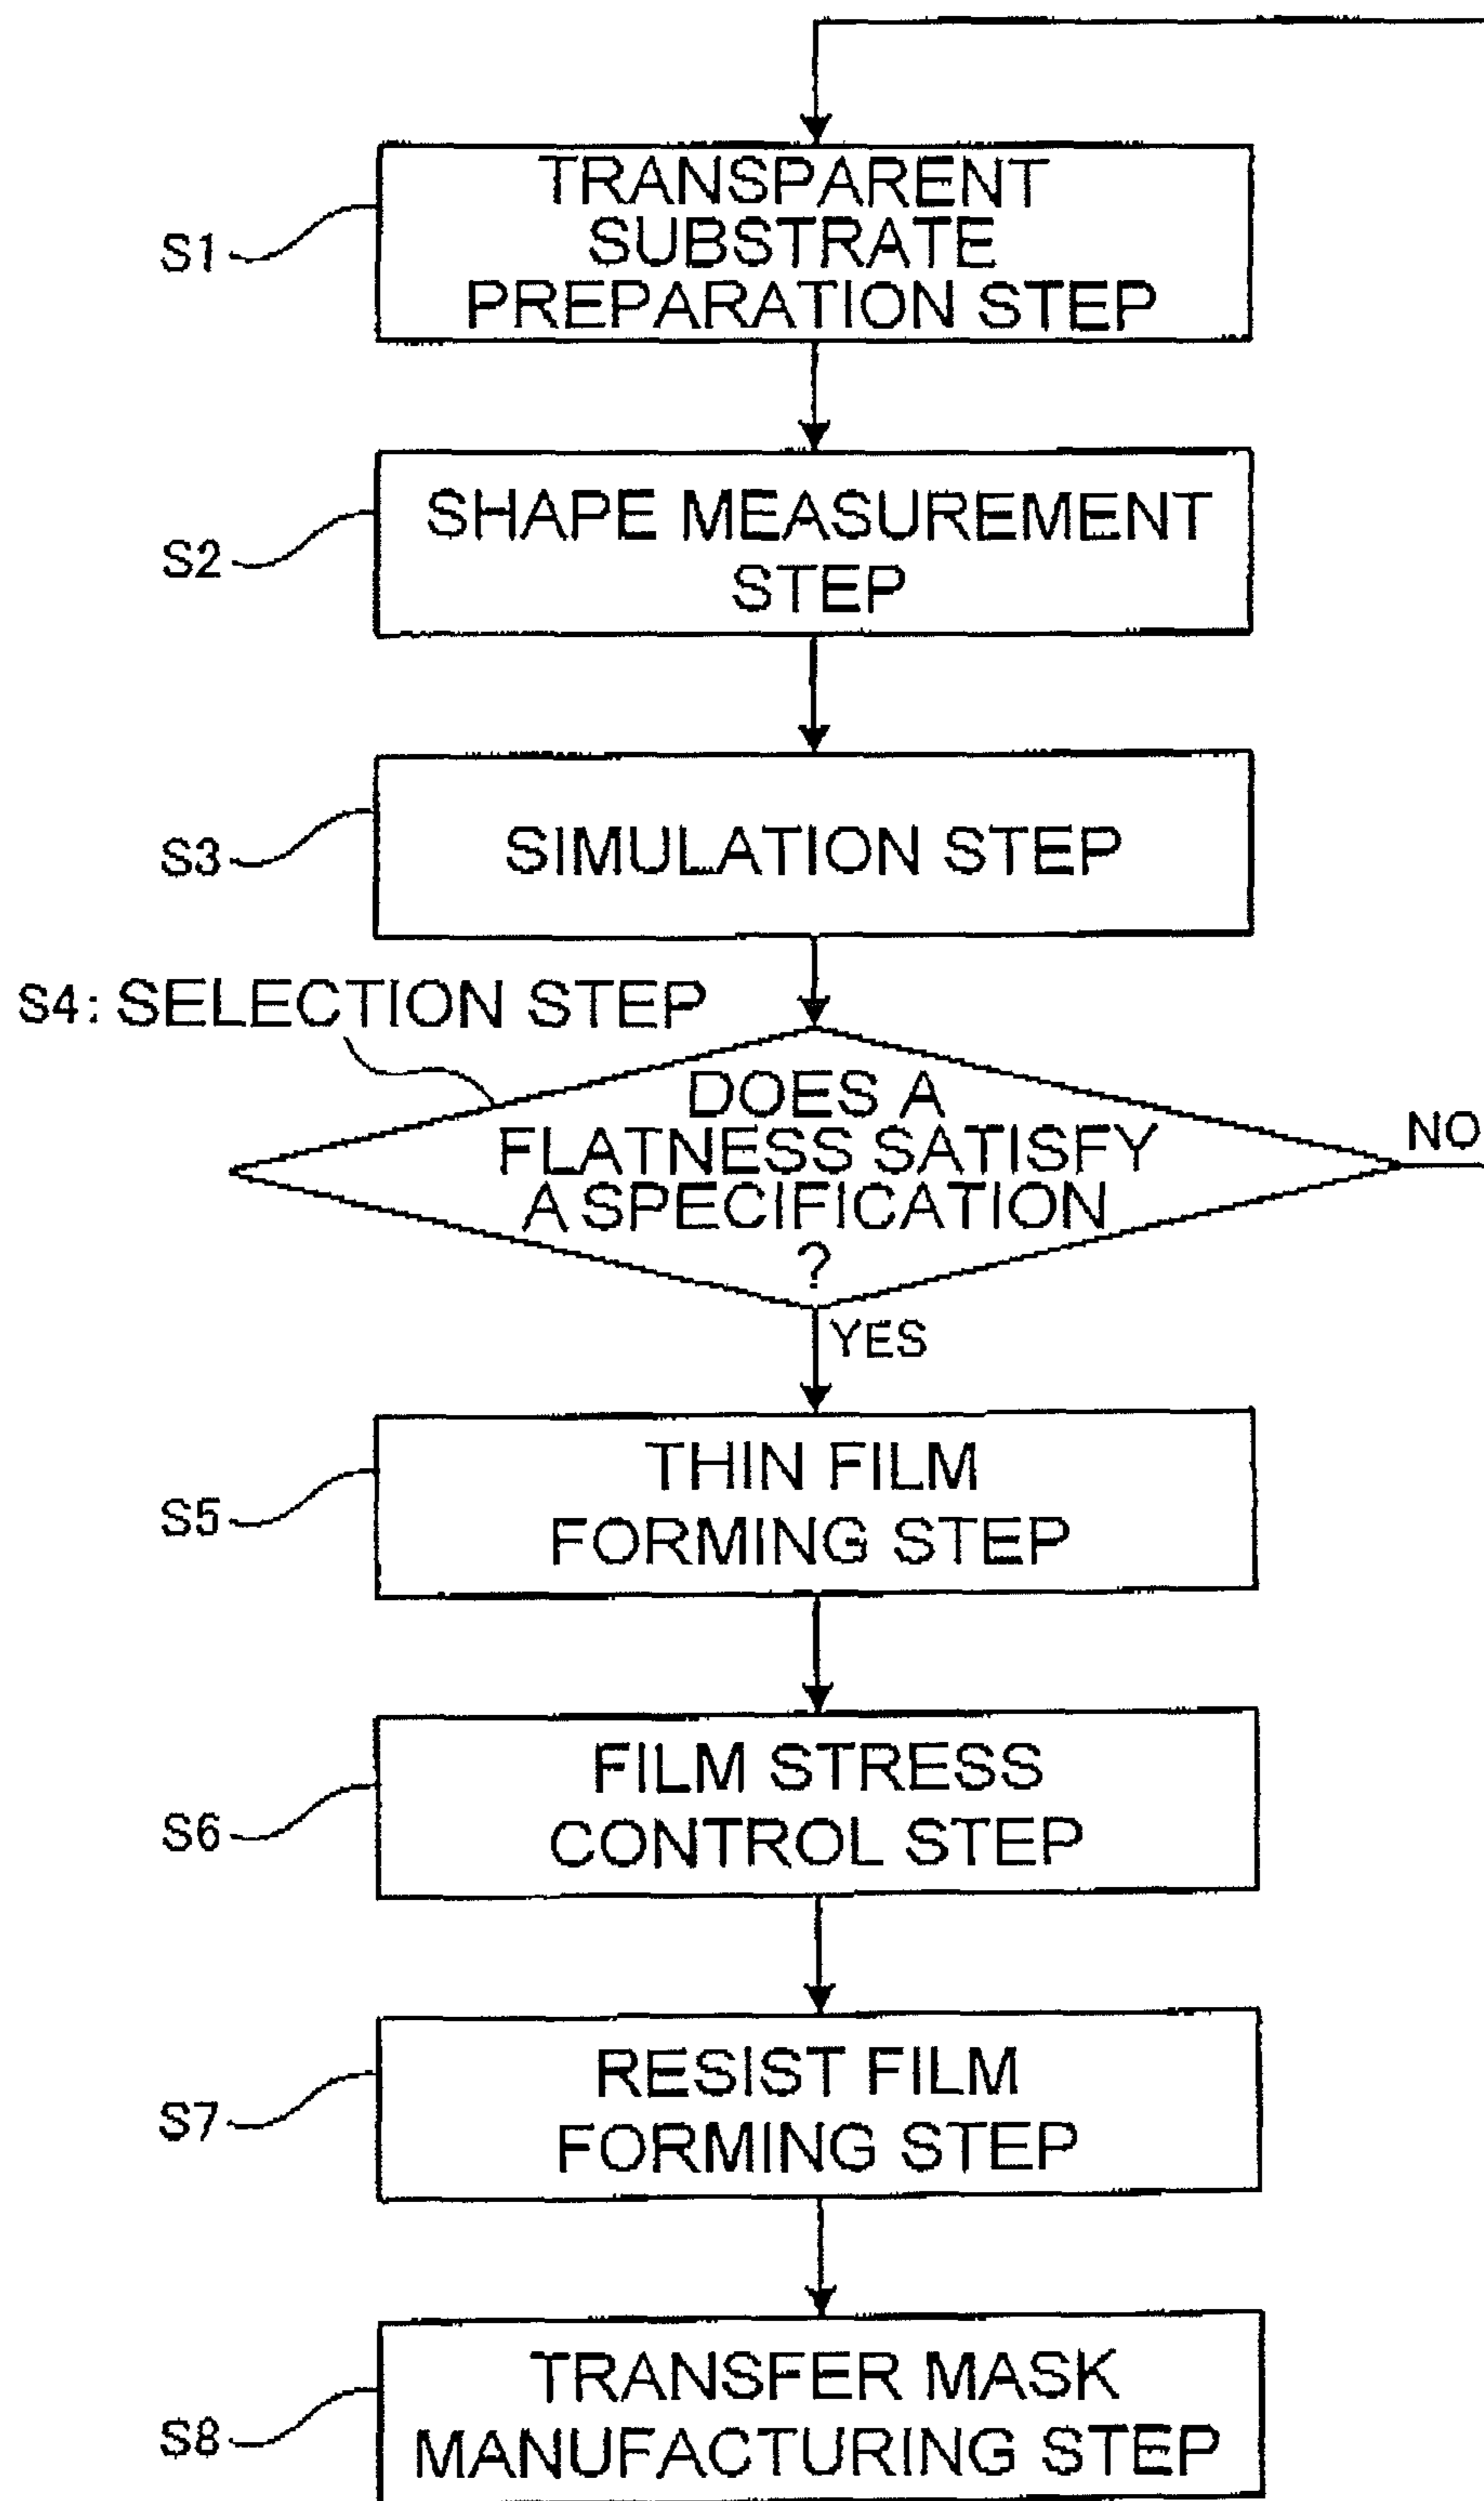 S1
TRANSPARENT
SUBSTRATE
PREPARATION STEP
S2
SHAPE MEASUREMENT
STEP
S3
SIMULATION STEP
S4: SELECTION STEP
DOES A
FLATNESS SATISFY
A SPECIFICATION
?
NO
YES
S5
THIN FILM
FORMING STEP
S6
FILM STRESS
CONTROL STEP
S7
RESIST FILM
FORMING STEP
S8
TRANSFER MASK
MANUFACTURING STEP